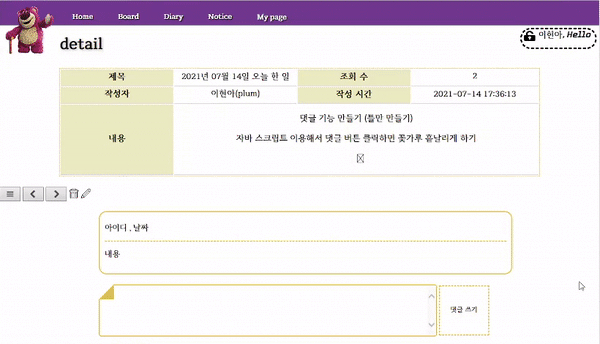 Home Board Diary Notice My page
이현아, Hello
detail
제목 2021년 07월 14일 오늘 한 일 조회 수 2
작성자 이현아(plum) 작성 시간 2021-07-14 17:36:13
댓글 기능 만들기 (틀만 만들기)
내용 자바 스크립트 이용해서 댓글 버튼 클릭하면 꽃가루 흩날리게 하기
아이디 , 날짜
내용
댓글 쓰기